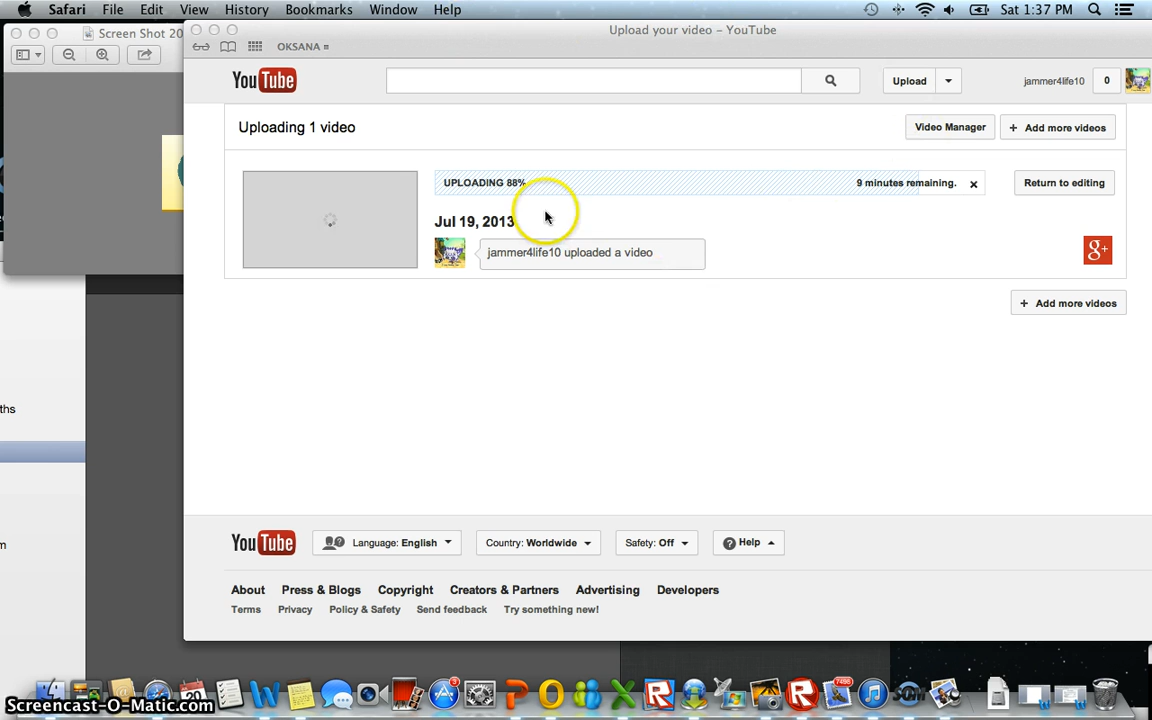 Safari File Edit View History Bookmarks Window Help Sat 1:37 PM
Screen Shot 20
Upload your video – YouTube
OKSANA
YouTube Upload jammer4life10 0
Uploading 1 video Video Manager + Add more videos
UPLOADING 88% 9 minutes remaining. × Return to editing
Jul 19, 2013
jammer4life10 uploaded a video
g+
+ Add more videos
ths
m
YouTube Language: English Country: Worldwide Safety: Off Help
About Press & Blogs Copyright Creators & Partners Advertising Developers
Terms Privacy Policy & Safety Send feedback Try something new!
3
20
7486
SOM
Screencast-O-Matic.com